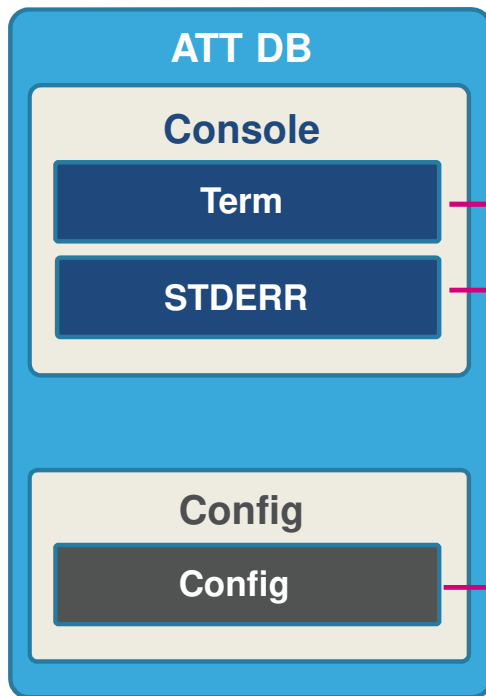 ATT DB
Console
Term
STDERR
Config
Config